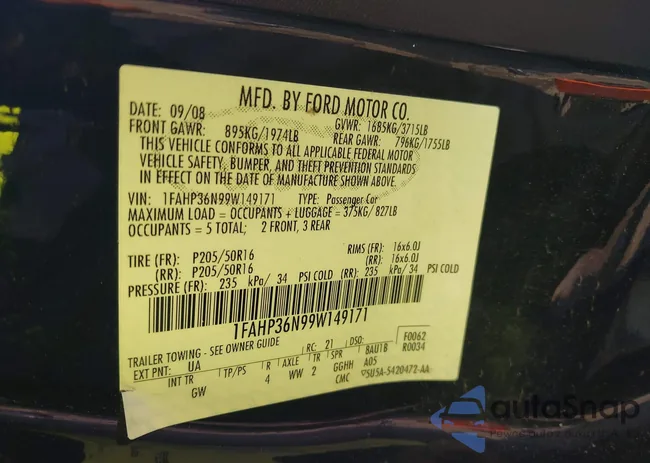 MFD. BY FORD MOTOR CO.
DATE: 09/08 GVWR: 1685KG/3715LB
FRONT GAWR: 895KG/1974LB REAR GAWR: 796KG/1755LB
THIS VEHICLE CONFORMS TO ALL APPLICABLE FEDERAL MOTOR
VEHICLE SAFETY, BUMPER, AND THEFT PREVENTION STANDARDS
IN EFFECT ON THE DATE OF MANUFACTURE SHOWN ABOVE.
VIN: 1FAHP36N99W149171 TYPE: Passenger Car
MAXIMUM LOAD = OCCUPANTS + LUGGAGE = 375KG/827LB
OCCUPANTS = 5 TOTAL: 2 FRONT, 3 REAR
TIRE (FR): P205/50R16 RIMS (FR): 16x6.0J
(RR): P205/50R16 (RR): 16x6.0J
PRESSURE (FR): 235 kPa/ 34 PSI COLD (RR): 235 kPa/ 34 PSI COLD
1FAHP36N99W149171
TRAILER TOWING - SEE OWNER GUIDE RC: 21 DSO: F0062
EXT PNT: UA BAU1B R0034
INT TR TP/PS R AXLE TR SPR A05
GW 4 WW 2 GGHH
CMC 5U5A-5420472-AA
autoSnap